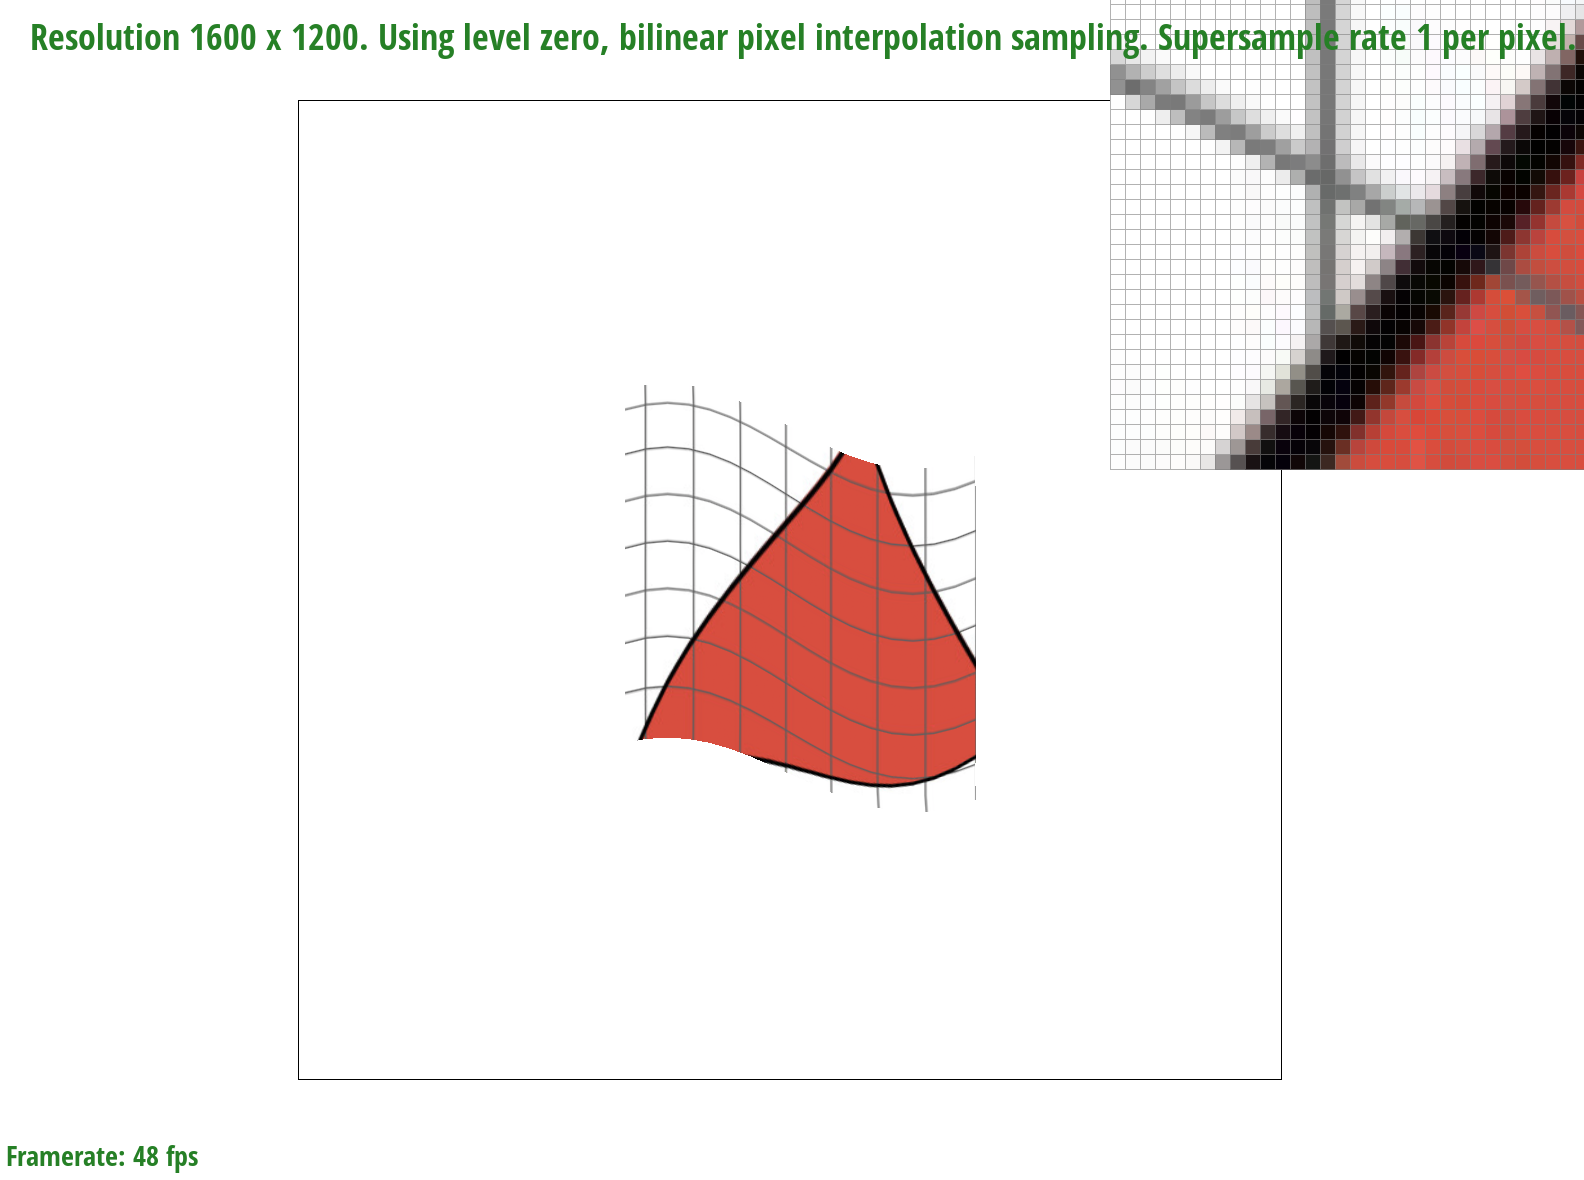 Resolution 1600 x 1200. Using level zero, bilinear pixel interpolation sampling. Supersample rate 1 per pixel.
Framerate: 48 fps